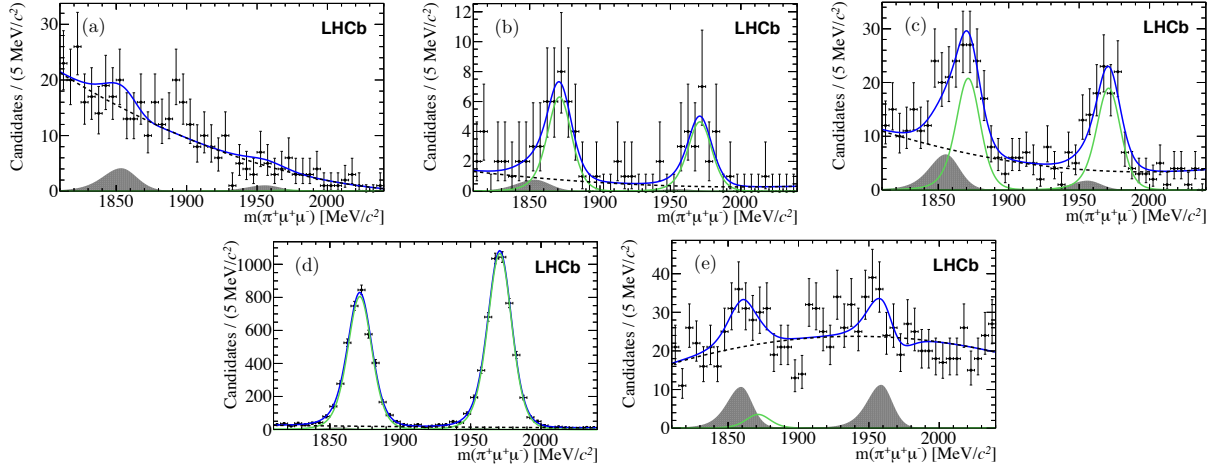 Candidates / (5 MeV/c²)
30
20
10
0
(a)
LHCb
1850 1900 1950 2000
m(π⁺μ⁺μ⁻) [MeV/c²]
Candidates / (5 MeV/c²)
12
10
8
6
4
2
0
(b)
LHCb
1850 1900 1950 2000
m(π⁺μ⁺μ⁻) [MeV/c²]
Candidates / (5 MeV/c²)
30
20
10
0
(c)
LHCb
1850 1900 1950 2000
m(π⁺μ⁺μ⁻) [MeV/c²]
Candidates / (5 MeV/c²)
1000
800
600
400
200
0
(d)
LHCb
1850 1900 1950 2000
m(π⁺μ⁺μ⁻) [MeV/c²]
Candidates / (5 MeV/c²)
40
30
20
10
0
(e)
LHCb
1850 1900 1950 2000
m(π⁺μ⁺μ⁻) [MeV/c²]